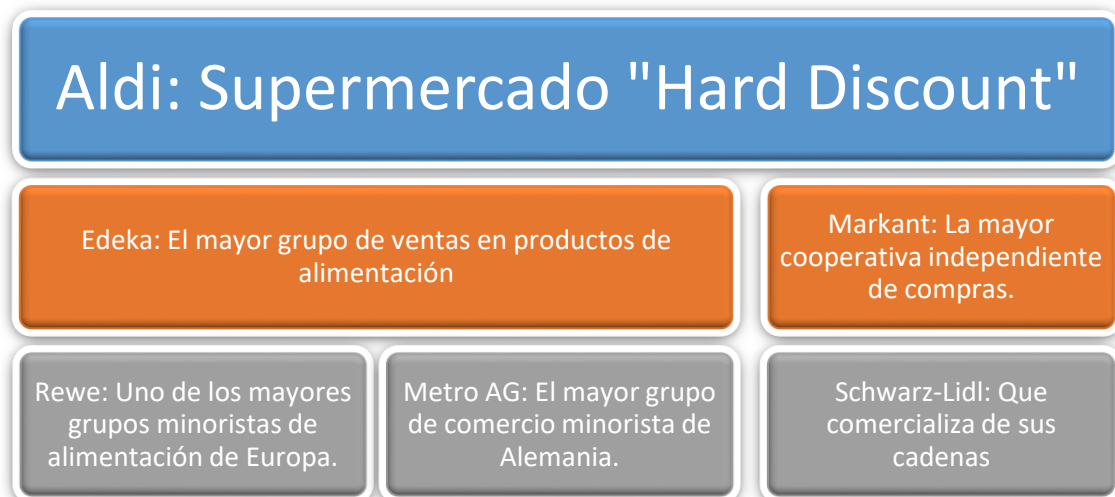 Aldi: Supermercado "Hard Discount"
Edeka: El mayor grupo de ventas en productos de
alimentación
Markant: La mayor
cooperativa independiente
de compras.
Rewe: Uno de los mayores
grupos minoristas de
alimentación de Europa.
Metro AG: El mayor grupo
de comercio minorista de
Alemania.
Schwarz-Lidl: Que
comercializa de sus
cadenas